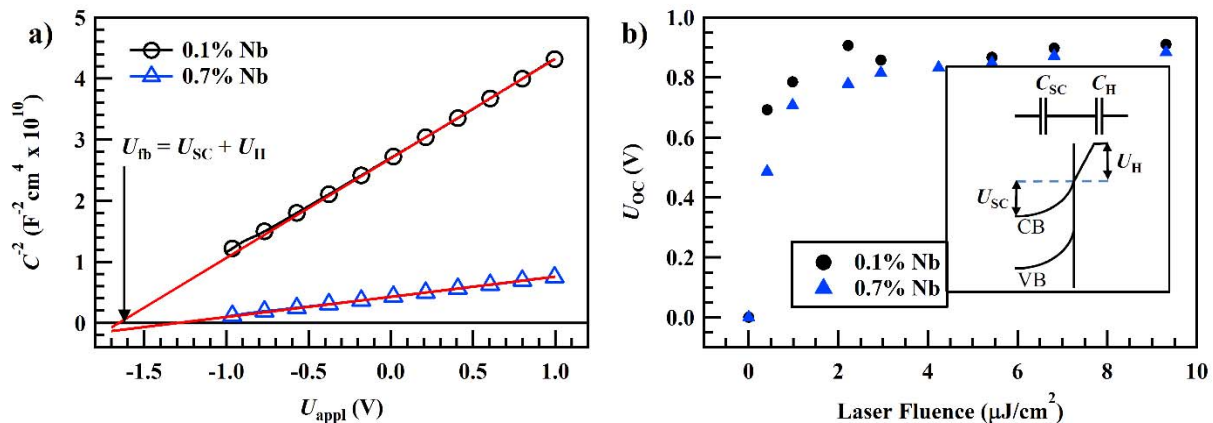 a)
0.1% Nb
0.7% Nb
U_fb = U_SC + U_H
C^-2 (F^-2 cm^4 x 10^10)
5
4
3
2
1
0
-1.5 -1.0 -0.5 0.0 0.5 1.0
U_appl (V)
b)
U_OC (V)
1.0
0.8
0.6
0.4
0.2
0.0
C_SC C_H
U_H
U_SC
CB
VB
0.1% Nb
0.7% Nb
0 2 4 6 8 10
Laser Fluence (μJ/cm^2)